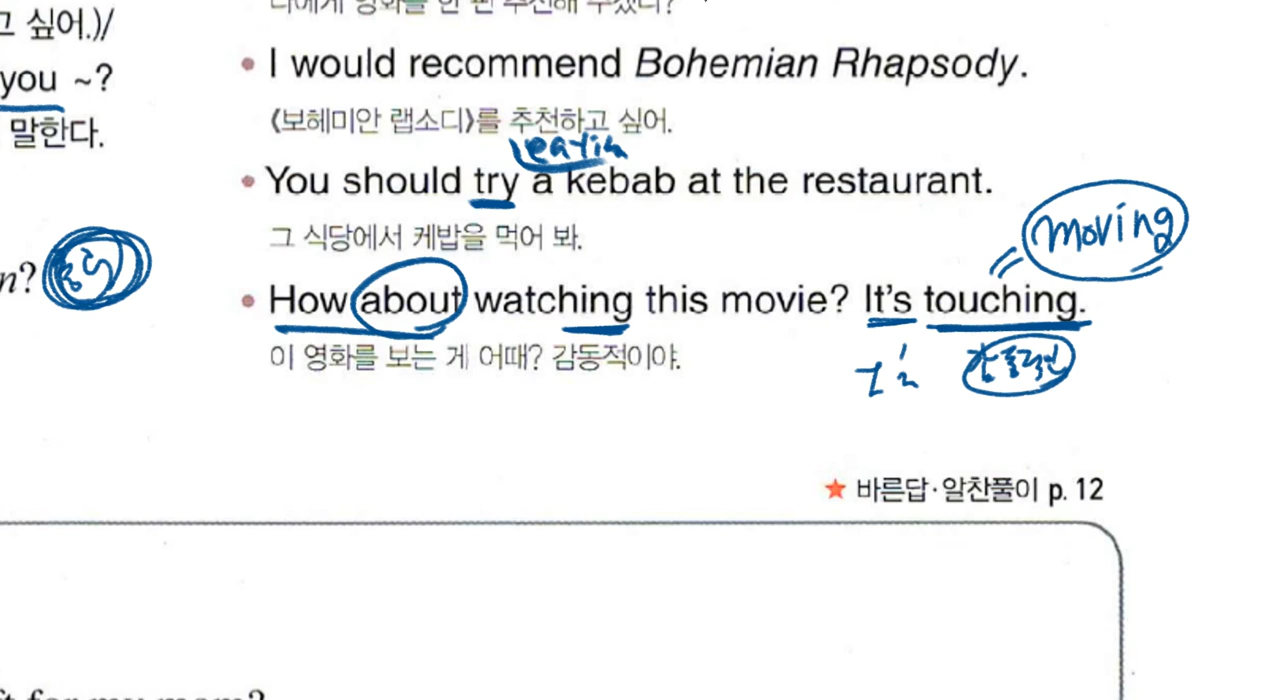 고 싶어.)/
you ~?
말한다.
n?
• I would recommend Bohemian Rhapsody.
《보헤미안 랩소디》를 추천하고 싶어.
eatin
• You should try a kebab at the restaurant.
그 식당에서 케밥을 먹어 봐.
moving
• How about watching this movie? It's touching.
이 영화를 보는 게 어때? 감동적이야.
★ 바른답·알찬풀이 p. 12